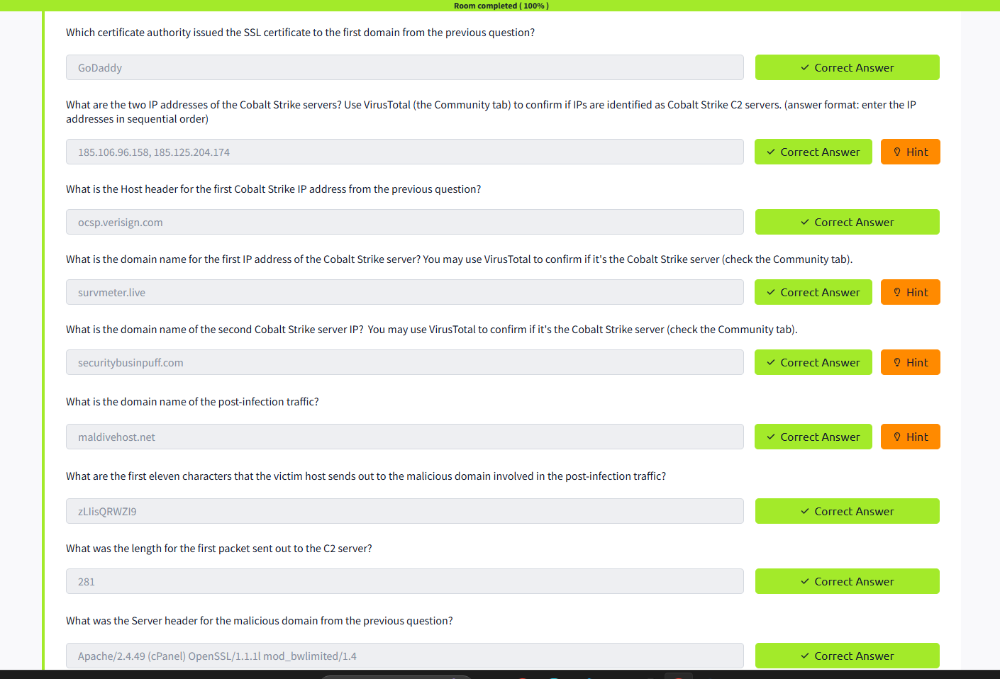 Room completed ( 100% )
Which certificate authority issued the SSL certificate to the first domain from the previous question?
GoDaddy
Correct Answer
What are the two IP addresses of the Cobalt Strike servers? Use VirusTotal (the Community tab) to confirm if IPs are identified as Cobalt Strike C2 servers. (answer format: enter the IP
addresses in sequential order)
185.106.96.158, 185.125.204.174
Correct Answer
Hint
What is the Host header for the first Cobalt Strike IP address from the previous question?
ocsp.verisign.com
Correct Answer
What is the domain name for the first IP address of the Cobalt Strike server? You may use VirusTotal to confirm if it's the Cobalt Strike server (check the Community tab).
survmeter.live
Correct Answer
Hint
What is the domain name of the second Cobalt Strike server IP?  You may use VirusTotal to confirm if it's the Cobalt Strike server (check the Community tab).
securitybusinpuff.com
Correct Answer
Hint
What is the domain name of the post-infection traffic?
maldivehost.net
Correct Answer
Hint
What are the first eleven characters that the victim host sends out to the malicious domain involved in the post-infection traffic?
zLIisQRWZI9
Correct Answer
What was the length for the first packet sent out to the C2 server?
281
Correct Answer
What was the Server header for the malicious domain from the previous question?
Apache/2.4.49 (cPanel) OpenSSL/1.1.1l mod_bwlimited/1.4
Correct Answer